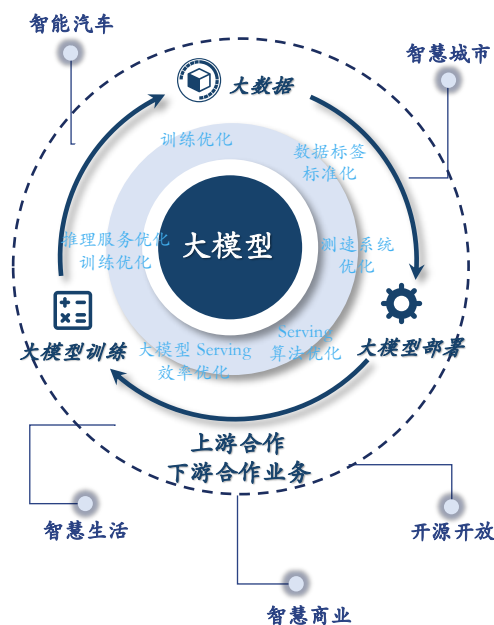 智能汽车
智慧城市
大数据
训练优化
数据标签
标准化
推理服务优化
训练优化
大模型
测速系统
优化
大模型训练
大模型 Serving
效率优化
Serving
算法优化
大模型部署
上游合作
下游合作业务
智慧生活
开源开放
智慧商业